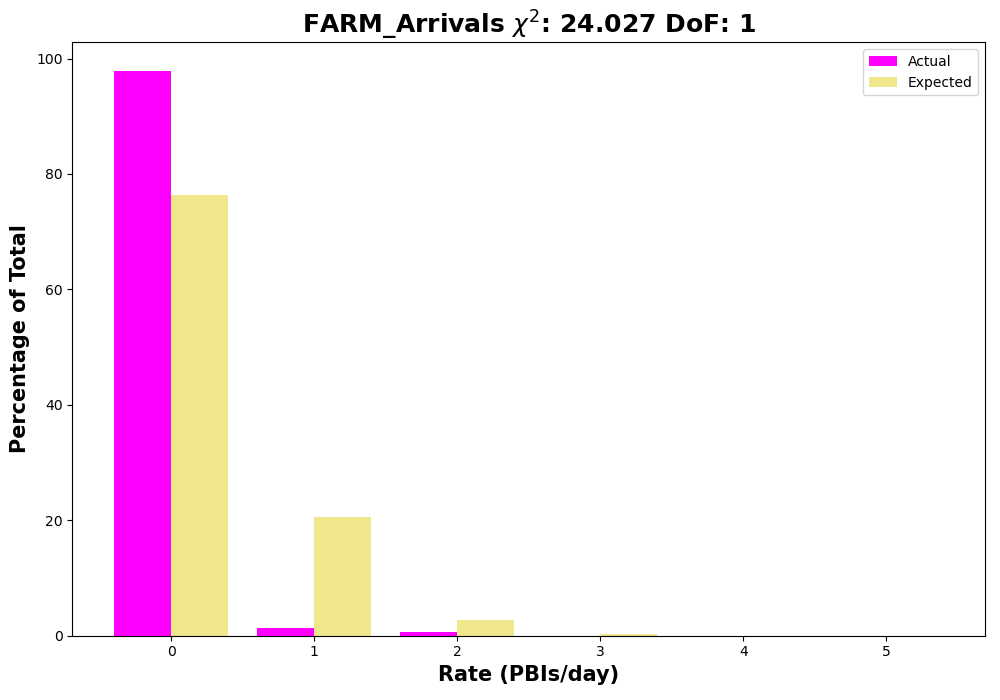 FARM_Arrivals χ²: 24.027 DoF: 1
Actual
Expected
Percentage of Total
100
80
60
40
20
0
0 1 2 3 4 5
Rate (PBIs/day)